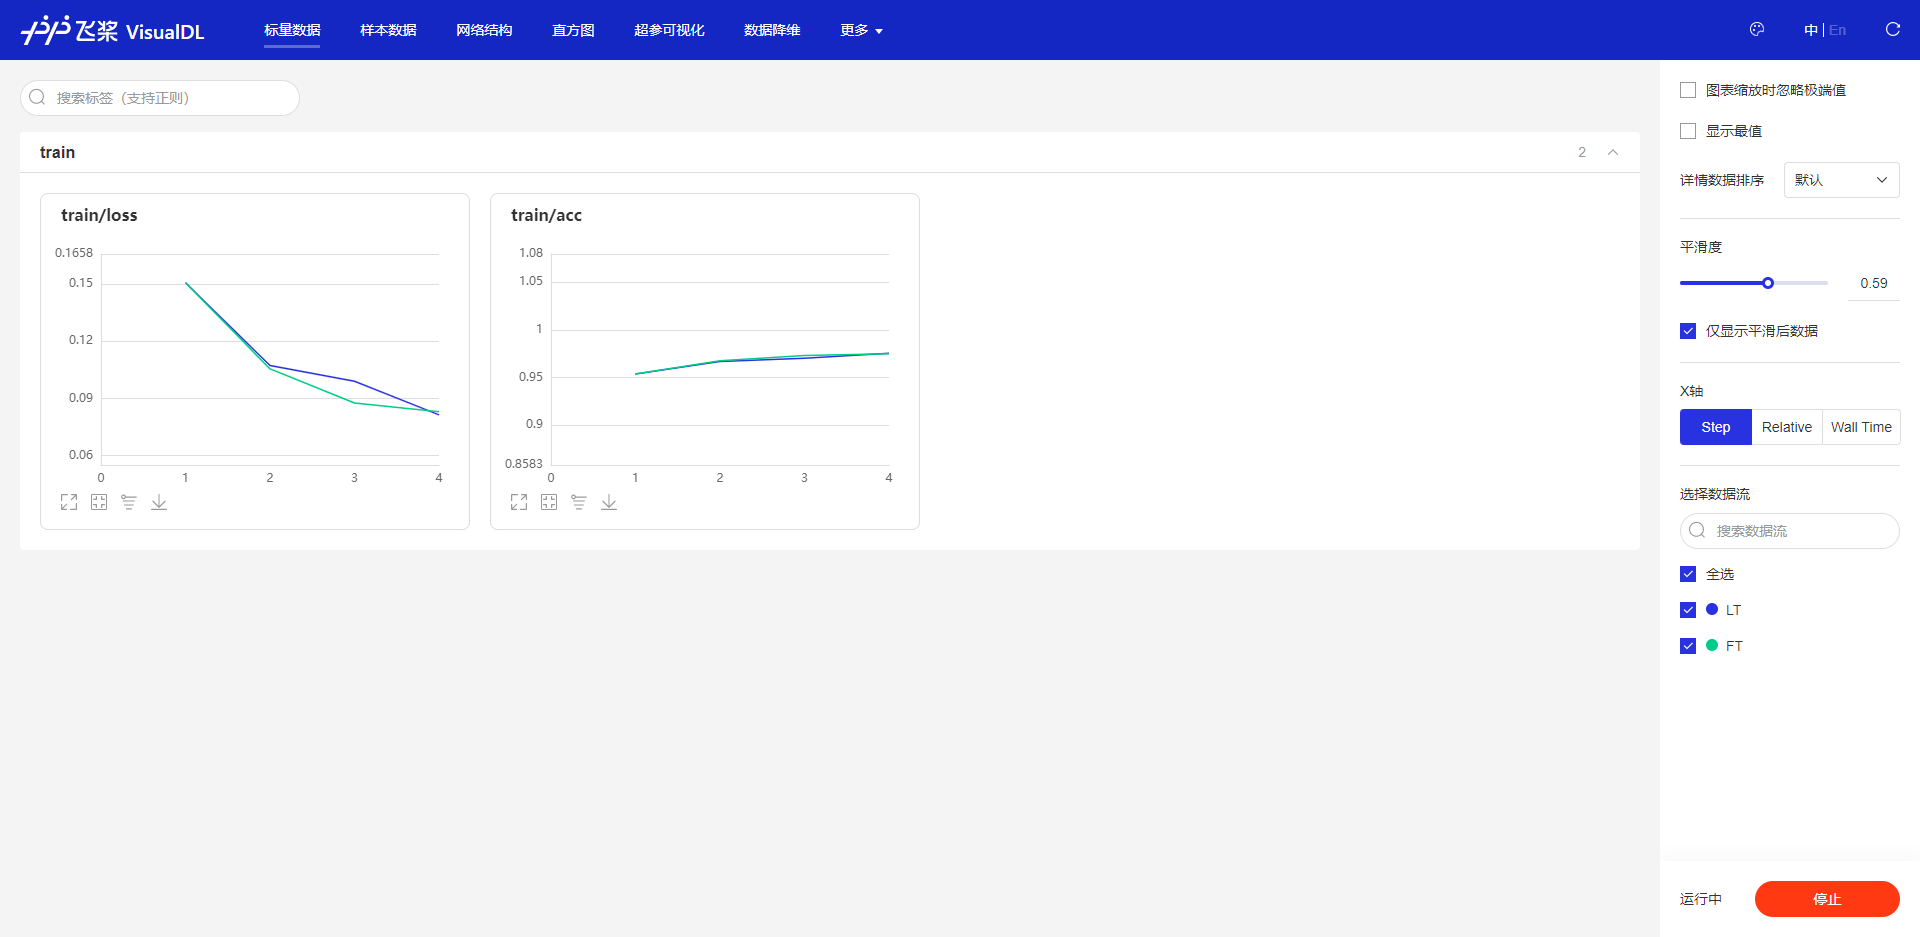 飞桨 VisualDL 标量数据 样本数据 网络结构 直方图 超参可视化 数据降维 更多 中 | En
搜索标签（支持正则）
train 2
train/loss
0.1658
0.15
0.12
0.09
0.06
0 1 2 3 4
train/acc
1.08
1.05
1
0.95
0.9
0.8583
0 1 2 3 4
图表缩放时忽略极端值
显示最值
详情数据排序 默认
平滑度
0.59
仅显示平滑后数据
X轴
Step Relative Wall Time
选择数据流
搜索数据流
全选
LT
FT
运行中 停止